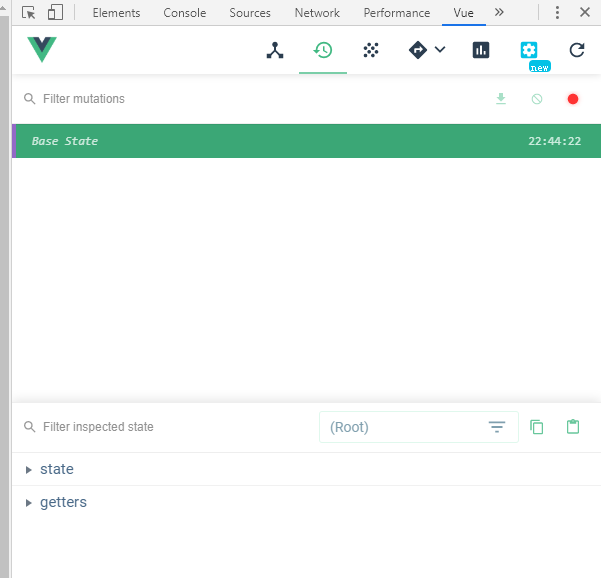 Elements Console Sources Network Performance Vue
new
Filter mutations
Base State 22:44:22
Filter inspected state (Root)
state
getters